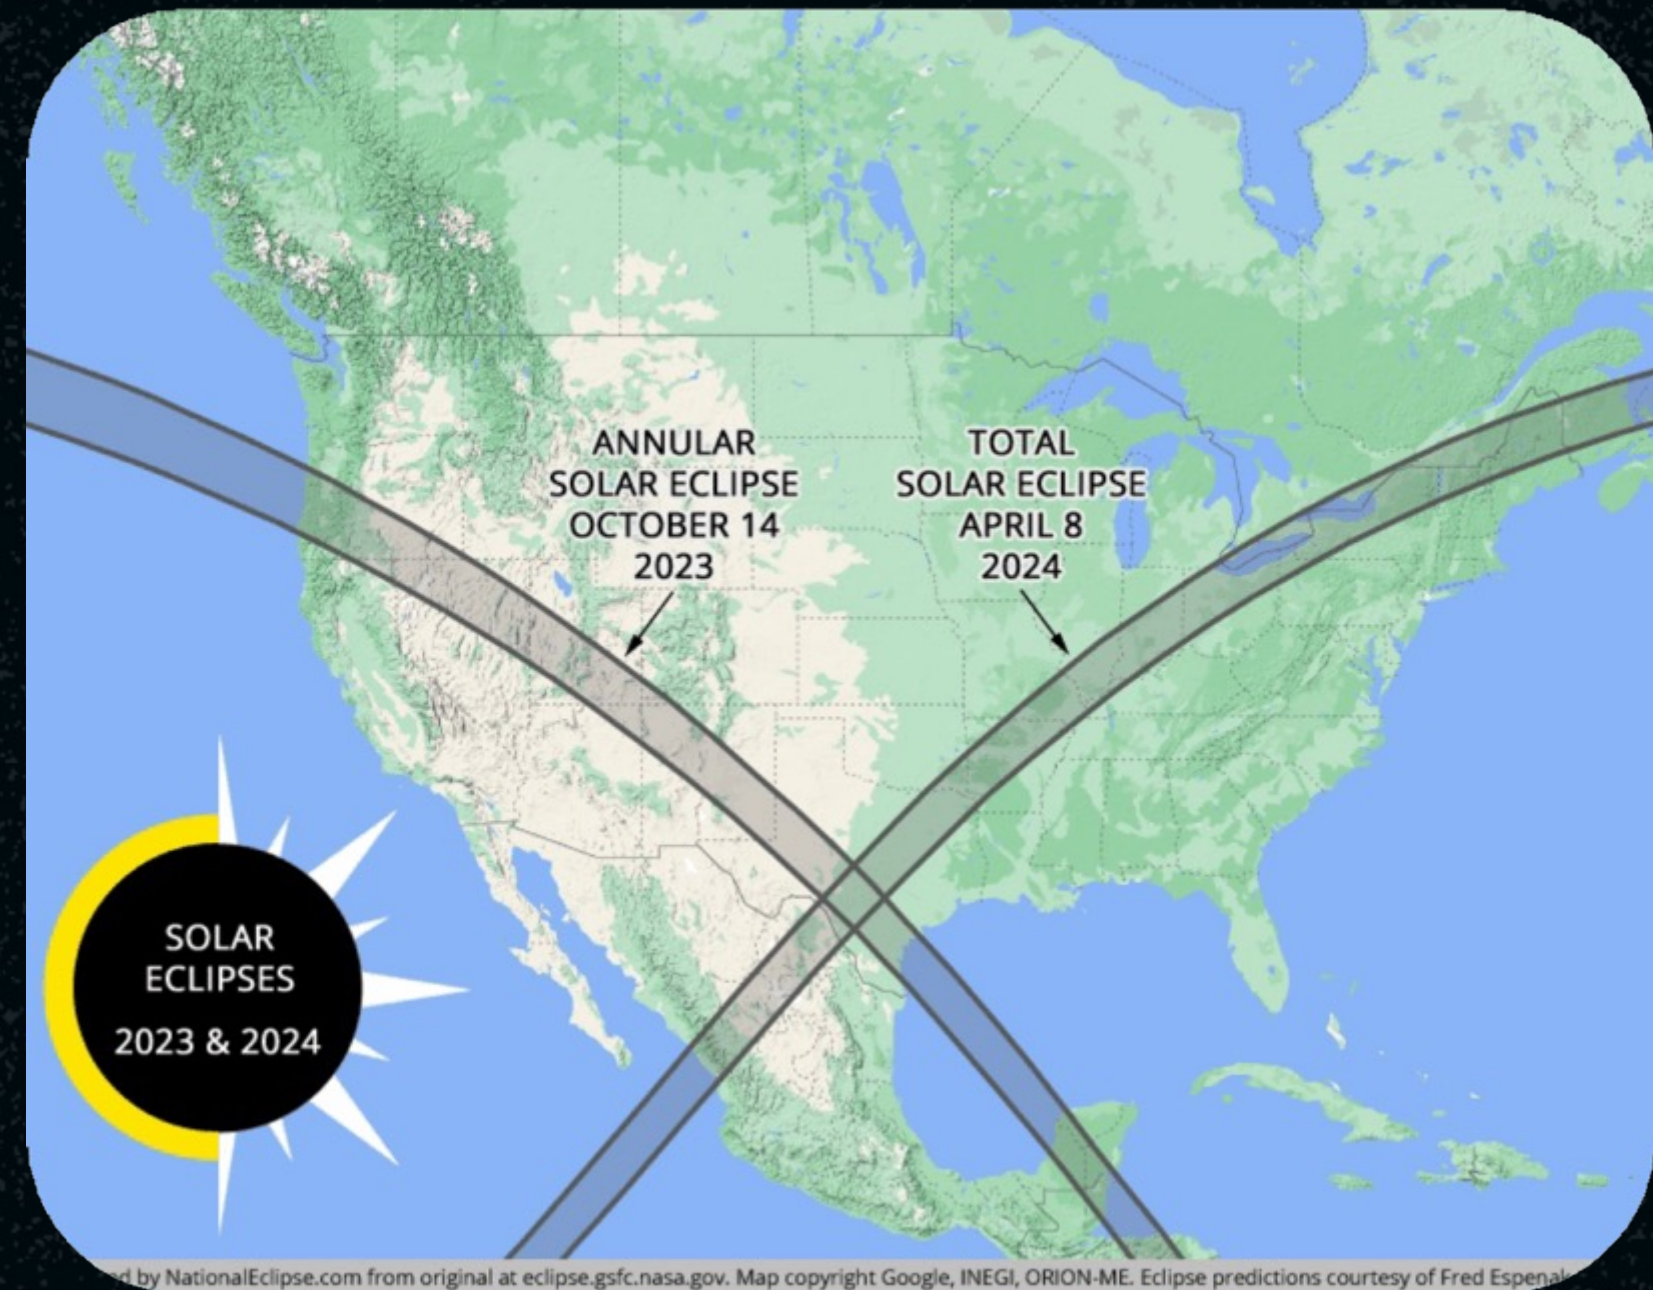 ANNULAR
SOLAR ECLIPSE
OCTOBER 14
2023
TOTAL
SOLAR ECLIPSE
APRIL 8
2024
SOLAR
ECLIPSES
2023 & 2024
by NationalEclipse.com from original at eclipse.gsfc.nasa.gov. Map copyright Google, INEGI, ORION-ME. Eclipse predictions courtesy of Fred